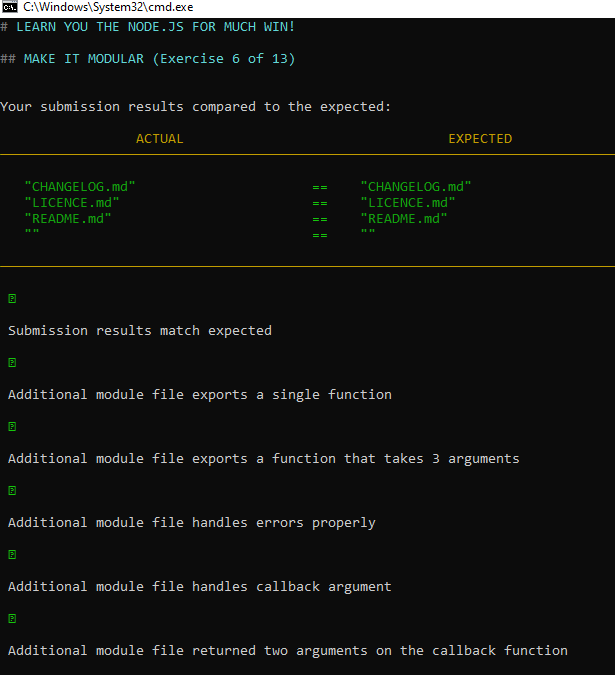 C:\Windows\System32\cmd.exe
# LEARN YOU THE NODE.JS FOR MUCH WIN!
## MAKE IT MODULAR (Exercise 6 of 13)
Your submission results compared to the expected:
ACTUAL EXPECTED
"CHANGELOG.md" == "CHANGELOG.md"
"LICENCE.md" == "LICENCE.md"
"README.md" == "README.md"
"" == ""
Submission results match expected
Additional module file exports a single function
Additional module file exports a function that takes 3 arguments
Additional module file handles errors properly
Additional module file handles callback argument
Additional module file returned two arguments on the callback function